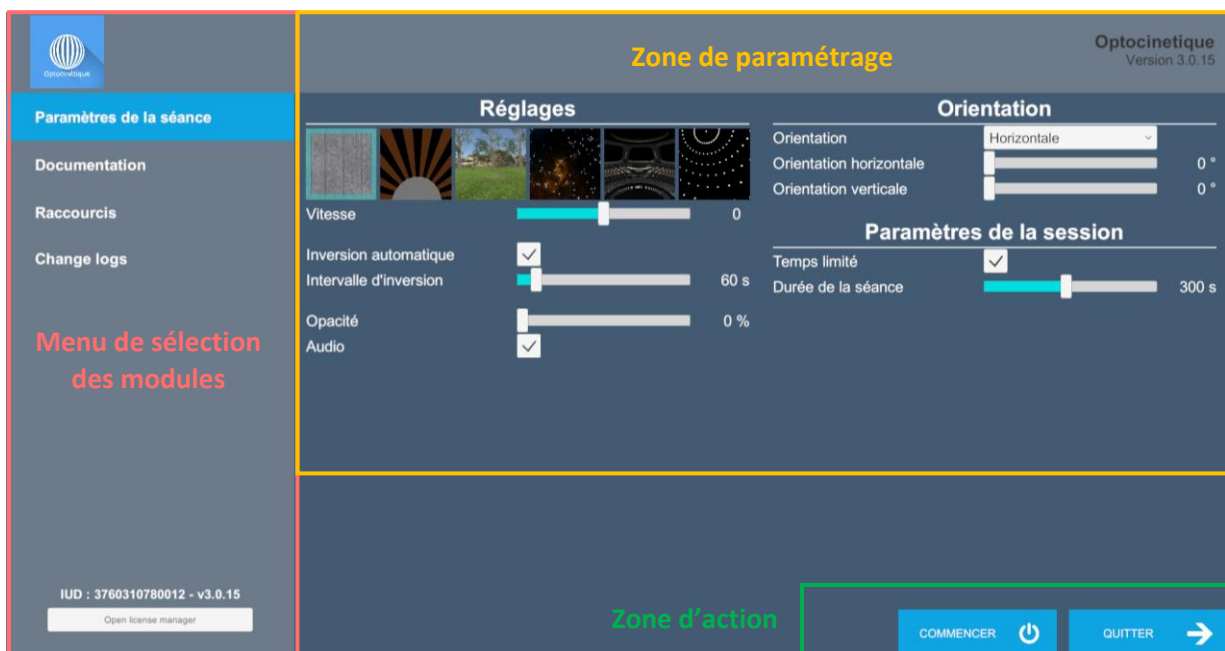 Optocinétique
Zone de paramétrage
Optocinetique
Version 3.0.15
Paramètres de la séance
Documentation
Raccourcis
Change logs
Menu de sélection
des modules
IUD : 3760310780012 - v3.0.15
Open license manager
Réglages
Vitesse 0
Inversion automatique
Intervalle d'inversion 60 s
Opacité 0 %
Audio
Orientation
Orientation Horizontale
Orientation horizontale 0 °
Orientation verticale 0 °
Paramètres de la session
Temps limité
Durée de la séance 300 s
Zone d'action
COMMENCER
QUITTER